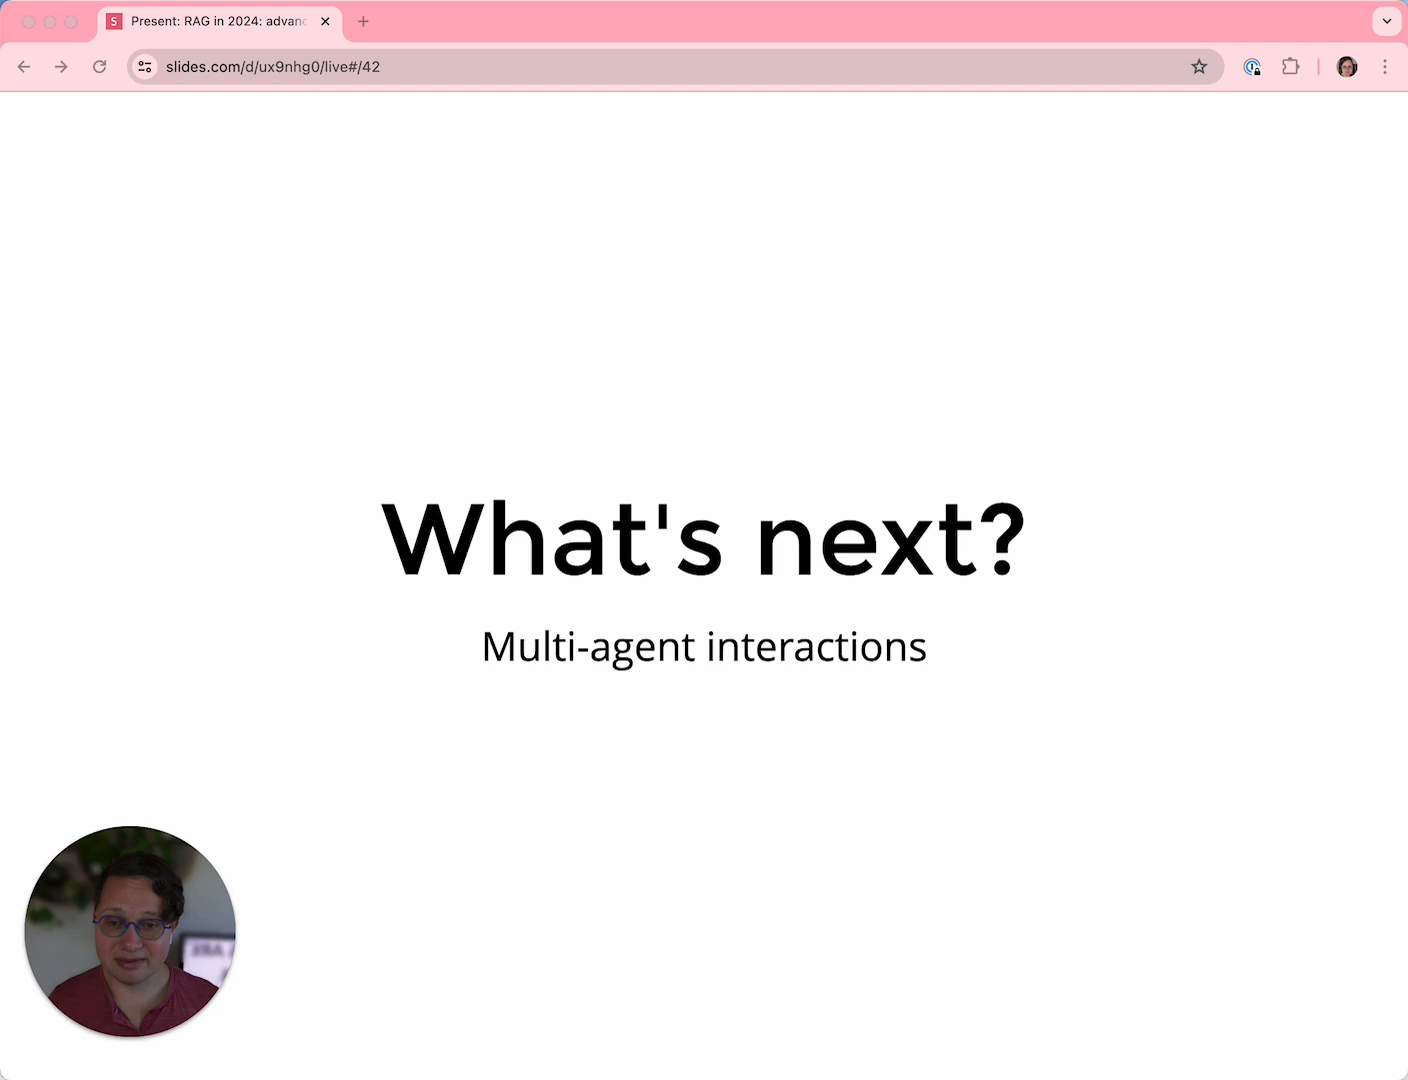 S Present: RAG in 2024: advanc
slides.com/d/ux9nhg0/live#/42
What's next?
Multi-agent interactions